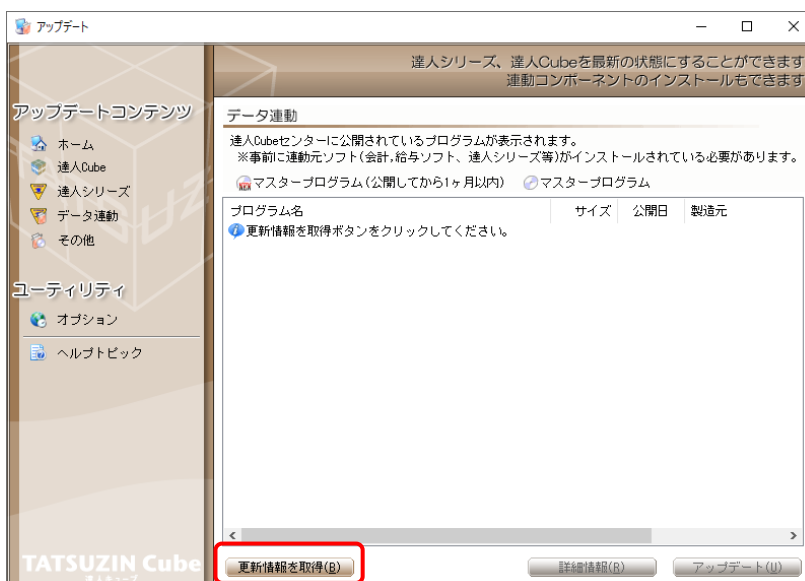 アップデート
達人シリーズ、達人Cubeを最新の状態にすることができます
連動コンポーネントのインストールもできます
アップデートコンテンツ
ホーム
達人Cube
達人シリーズ
データ連動
その他
ユーティリティ
オプション
ヘルプトピック
TATSUZIN Cube
達人キューブ
データ連動
達人Cubeセンターに公開されているプログラムが表示されます。
※事前に連動元ソフト(会計,給与ソフト、達人シリーズ等)がインストールされている必要があります。
マスタープログラム(公開してから1ヶ月以内) マスタープログラム
プログラム名 サイズ 公開日 製造元
更新情報を取得ボタンをクリックしてください。
更新情報を取得(B) 詳細情報(R) アップデート(U)